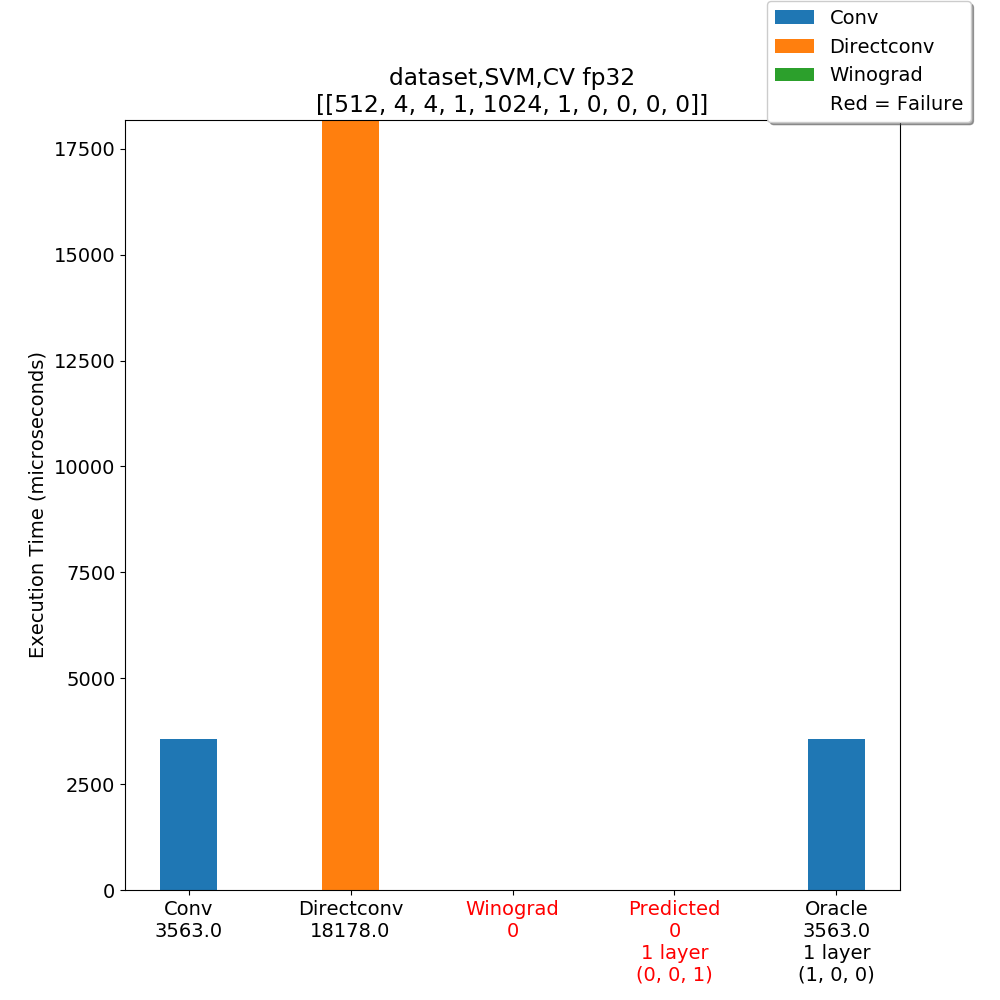 Conv
Directconv
Winograd
Red = Failure
dataset,SVM,CV fp32
[[512, 4, 4, 1, 1024, 1, 0, 0, 0, 0]]
Execution Time (microseconds)
17500
15000
12500
10000
7500
5000
2500
0
Conv
3563.0
Directconv
18178.0
Winograd
0
Predicted
0
1 layer
(0, 0, 1)
Oracle
3563.0
1 layer
(1, 0, 0)